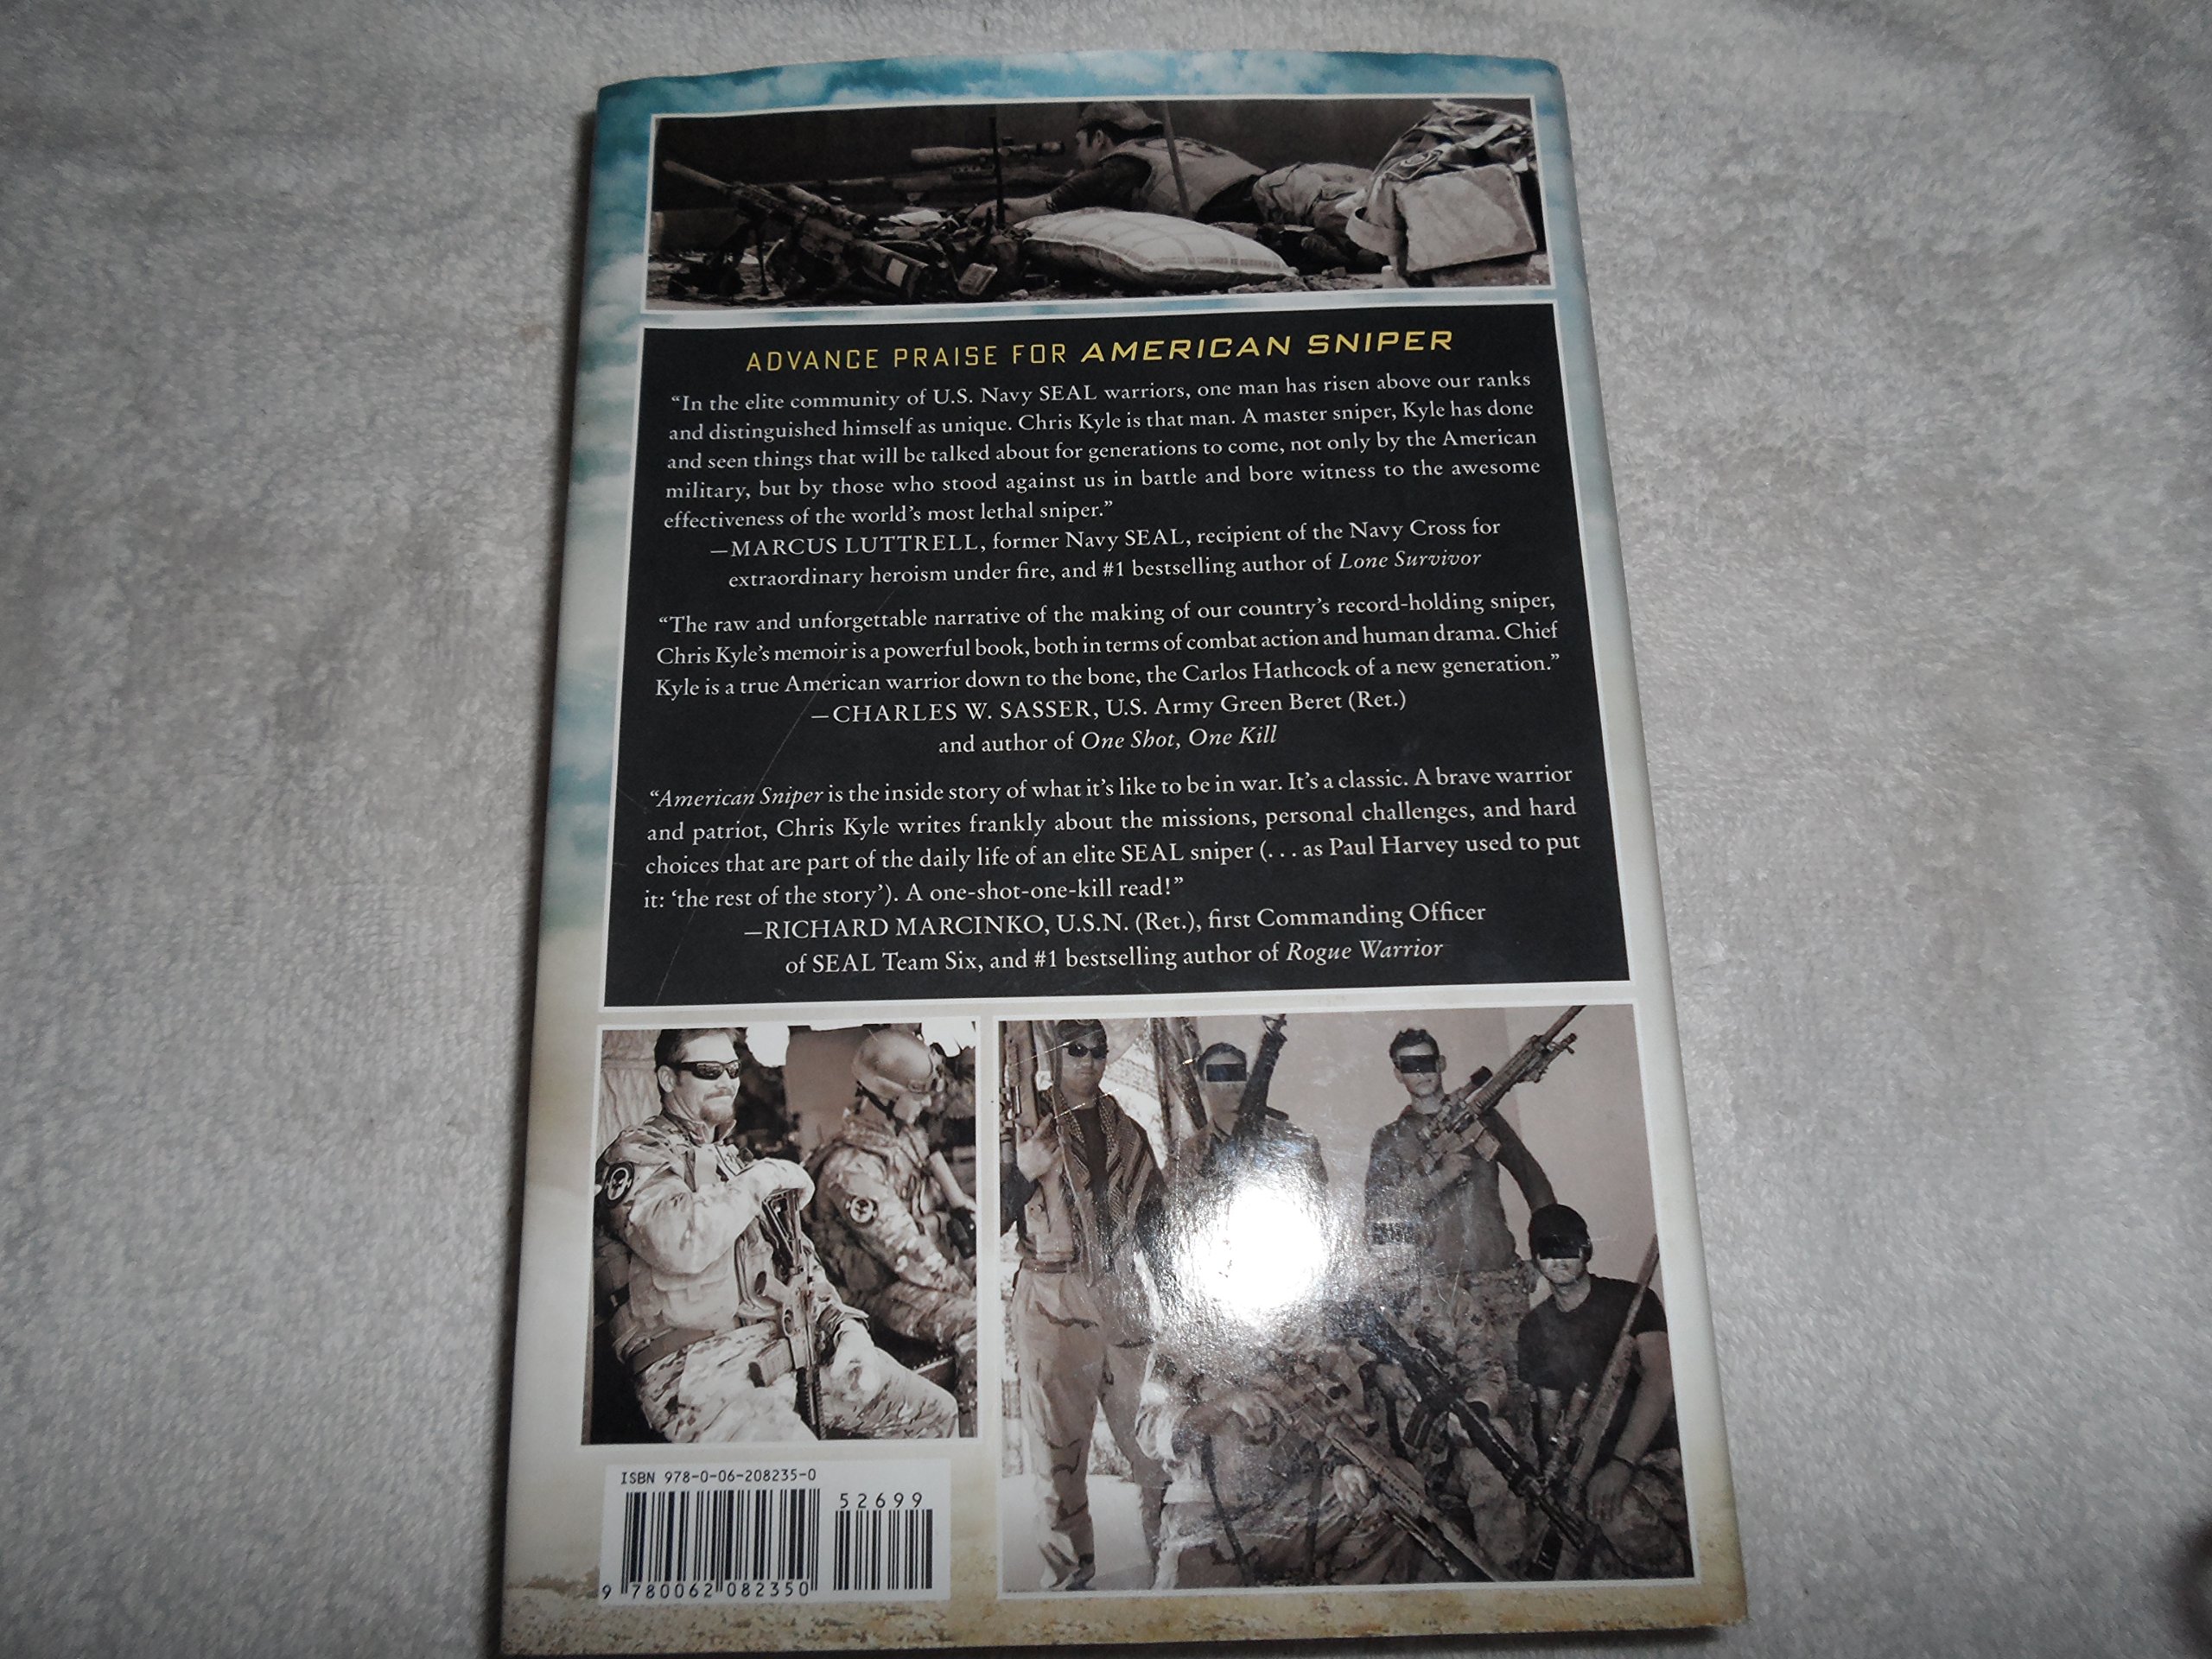 ADVANCE PRAISE FOR AMERICAN SNIPER
“In the elite community of U.S. Navy SEAL warriors, one man has risen above our ranks
and distinguished himself as unique. Chris Kyle is that man. A master sniper, Kyle has done
and seen things that will be talked about for generations to come, not only by the American
military, but by those who stood against us in battle and bore witness to the awesome
effectiveness of the world’s most lethal sniper.”
—MARCUS LUTTRELL, former Navy SEAL, recipient of the Navy Cross for
extraordinary heroism under fire, and #1 bestselling author of Lone Survivor
“The raw and unforgettable narrative of the making of our country’s record-holding sniper,
Chris Kyle’s memoir is a powerful book, both in terms of combat action and human drama. Chief
Kyle is a true American warrior down to the bone, the Carlos Hathcock of a new generation.”
—CHARLES W. SASSER, U.S. Army Green Beret (Ret.)
and author of One Shot, One Kill
“American Sniper is the inside story of what it’s like to be in war. It’s a classic. A brave warrior
and patriot, Chris Kyle writes frankly about the missions, personal challenges, and hard
choices that are part of the daily life of an elite SEAL sniper (. . . as Paul Harvey used to put
it: ‘the rest of the story’). A one-shot-one-kill read!”
—RICHARD MARCINKO, U.S.N. (Ret.), first Commanding Officer
of SEAL Team Six, and #1 bestselling author of Rogue Warrior
ISBN 978-0-06-208235-0
52699
9 780062 082350